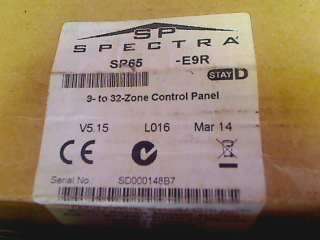 SP
SPECTRA
SP65 -E9R
STAY D
9- to 32-Zone Control Panel
V5.15 L016 Mar 14
CE
Serial No.: SD000148B7